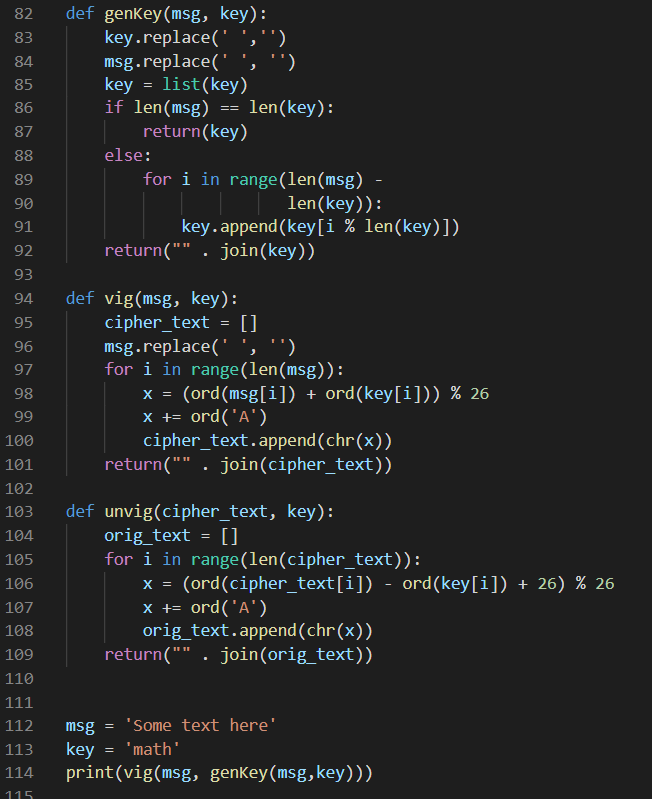 82 def genKey(msg, key):
83 key.replace(' ','')
84 msg.replace(' ', '')
85 key = list(key)
86 if len(msg) == len(key):
87 return(key)
88 else:
89 for i in range(len(msg) -
90 len(key)):
91 key.append(key[i % len(key)])
92 return("" . join(key))
93
94 def vig(msg, key):
95 cipher_text = []
96 msg.replace(' ', '')
97 for i in range(len(msg)):
98 x = (ord(msg[i]) + ord(key[i])) % 26
99 x += ord('A')
100 cipher_text.append(chr(x))
101 return("" . join(cipher_text))
102
103 def unvig(cipher_text, key):
104 orig_text = []
105 for i in range(len(cipher_text)):
106 x = (ord(cipher_text[i]) - ord(key[i]) + 26) % 26
107 x += ord('A')
108 orig_text.append(chr(x))
109 return("" . join(orig_text))
110
111
112 msg = 'Some text here'
113 key = 'math'
114 print(vig(msg, genKey(msg,key)))
115